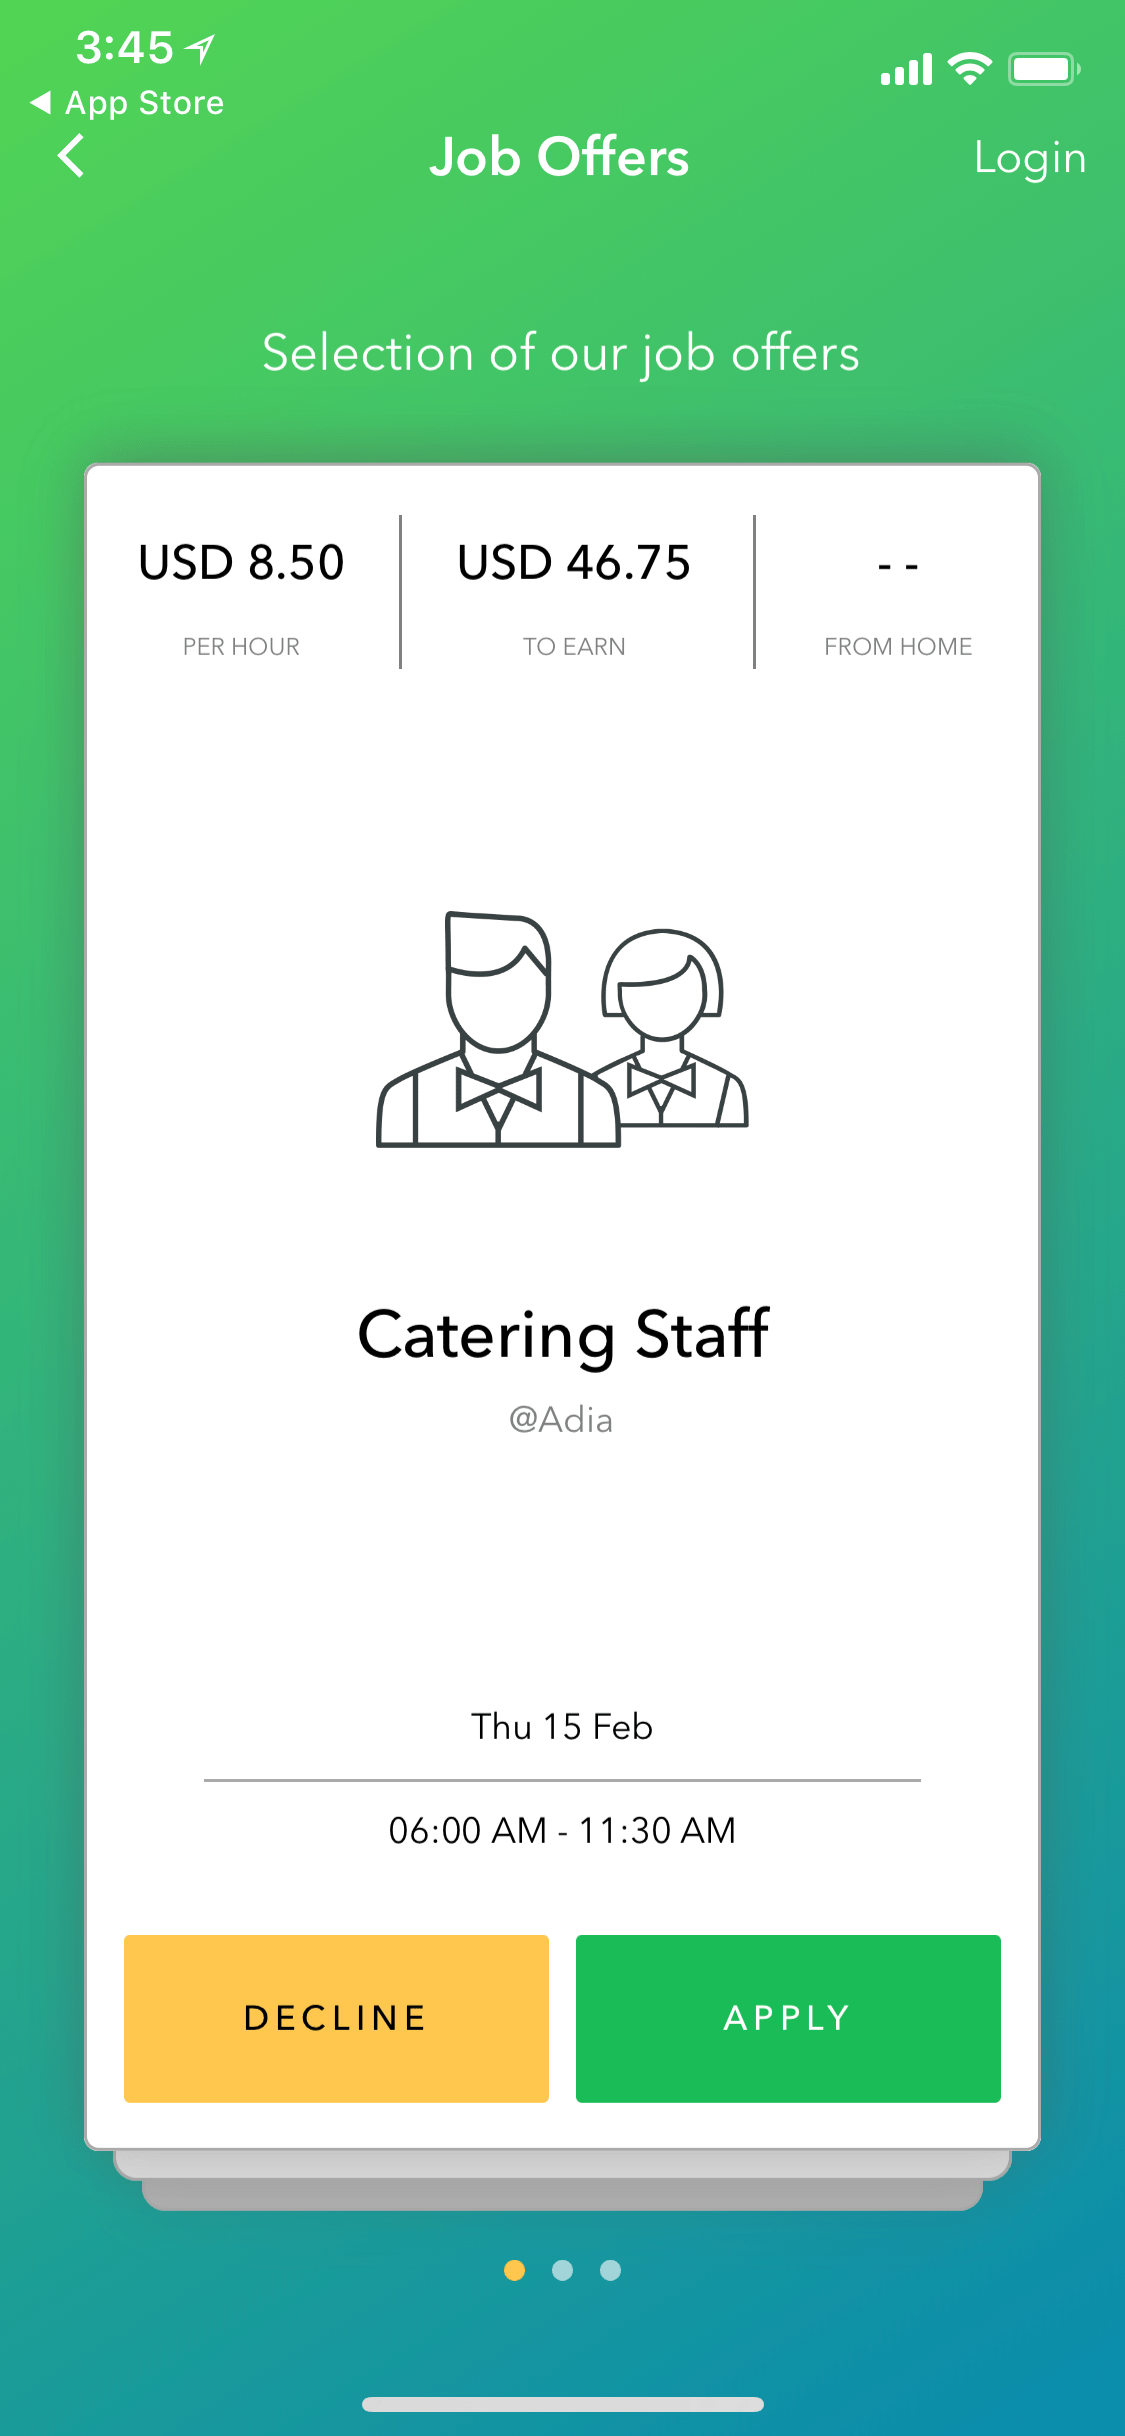 3:45
App Store
Job Offers
Login
Selection of our job offers
USD 8.50
PER HOUR
USD 46.75
TO EARN
- -
FROM HOME
Catering Staff
@Adia
Thu 15 Feb
06:00 AM - 11:30 AM
DECLINE
APPLY